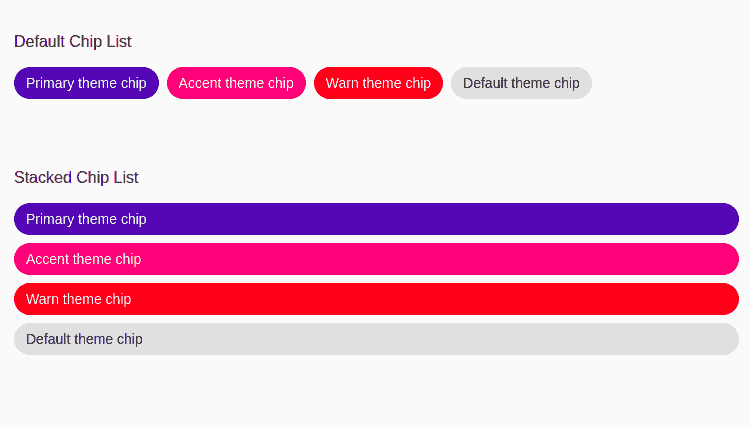 Default Chip List
Primary theme chip Accent theme chip Warn theme chip Default theme chip
Stacked Chip List
Primary theme chip
Accent theme chip
Warn theme chip
Default theme chip